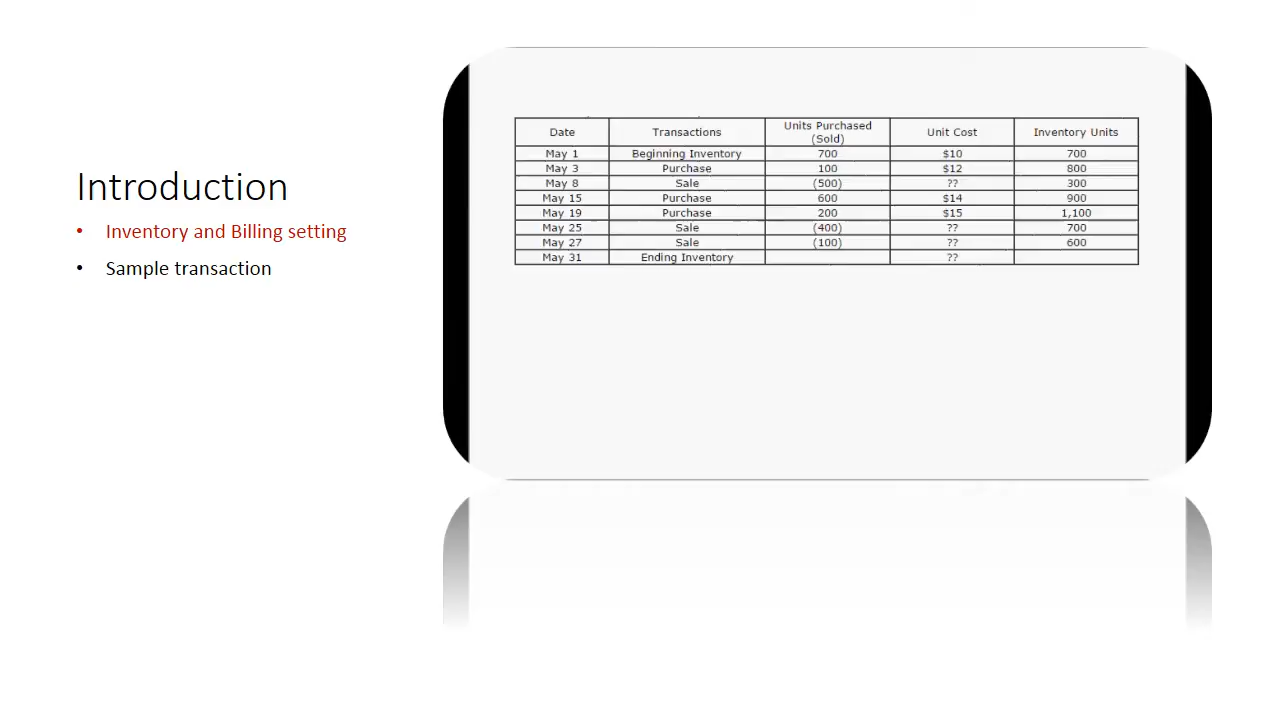 Introduction
• Inventory and Billing setting
• Sample transaction
Date Transactions Units Purchased (Sold) Unit Cost Inventory Units
May 1 Beginning Inventory 700 $10 700
May 3 Purchase 100 $12 800
May 8 Sale (500) ?? 300
May 15 Purchase 600 $14 900
May 19 Purchase 200 $15 1,100
May 25 Sale (400) ?? 700
May 27 Sale (100) ?? 600
May 31 Ending Inventory ??